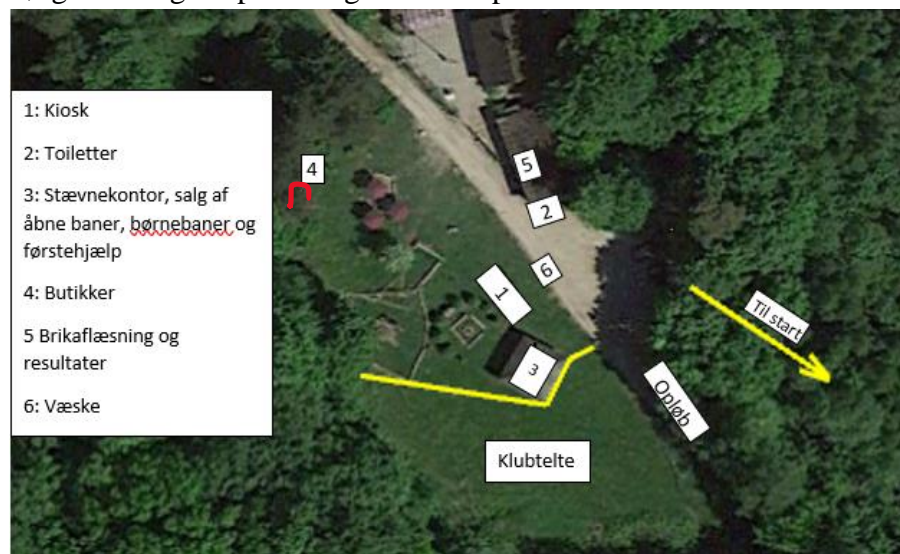 1: Kiosk
2: Toiletter
3: Stævnekontor, salg af
åbne baner, børnebaner og
førstehjælp
4: Butikker
5 Brikaflæsning og
resultater
6: Væske
4
5
2
6
1
3
Til start
Opløb
Klubtelte